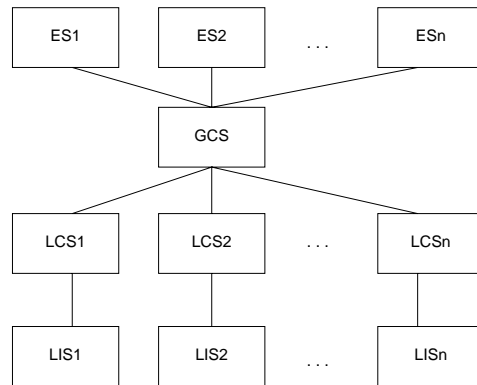 ES1 ES2 . . . ESn
GCS
LCS1 LCS2 . . . LCSn
LIS1 LIS2 . . . LISn